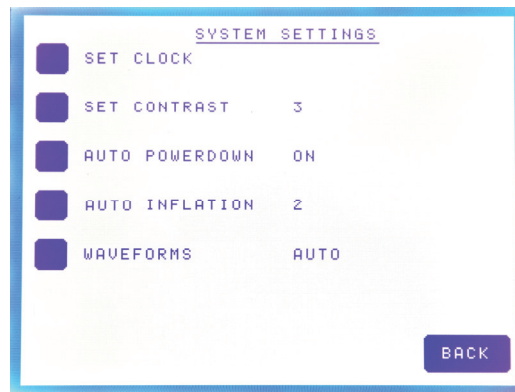 SYSTEM SETTINGS
SET CLOCK
SET CONTRAST 3
AUTO POWERDOWN ON
AUTO INFLATION 2
WAVEFORMS AUTO
BACK